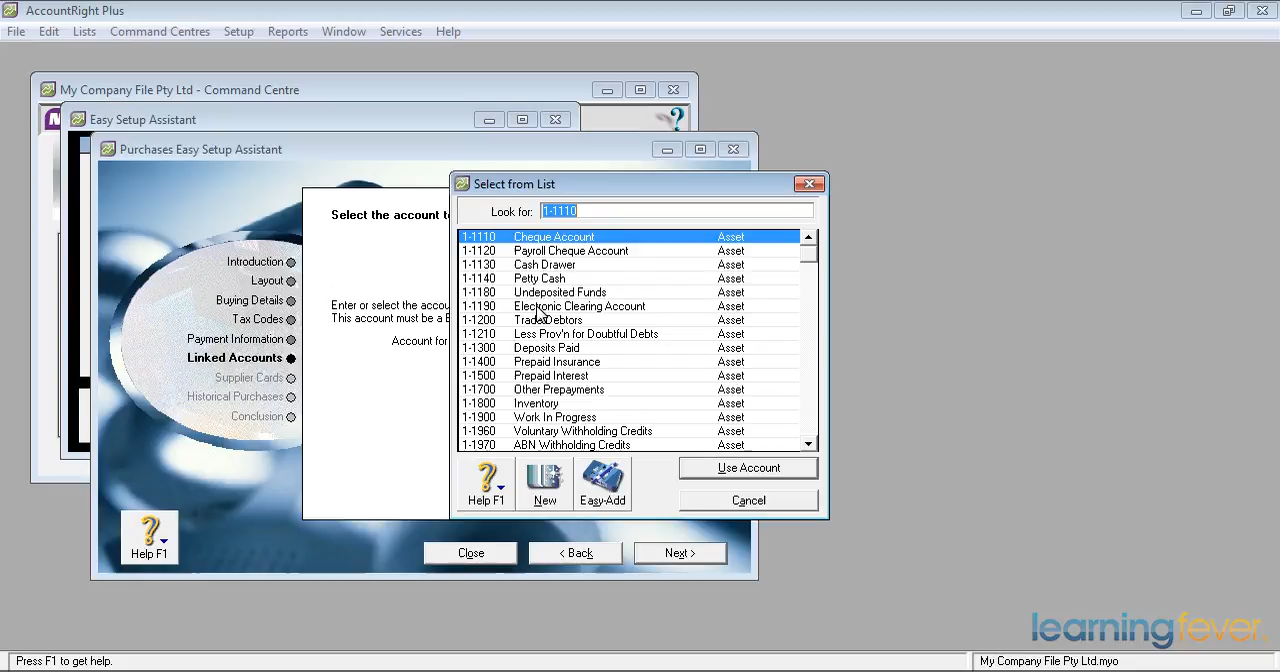 AccountRight Plus
File Edit Lists Command Centres Setup Reports Window Services Help
My Company File Pty Ltd - Command Centre
Easy Setup Assistant
Purchases Easy Setup Assistant
Select the account t
Introduction
Layout
Buying Details
Tax Codes
Payment Information
Linked Accounts
Supplier Cards
Historical Purchases
Conclusion
Enter or select the accou
This account must be a B
Account for
Help F1
Close
< Back
Next >
Select from List
Look for: 1-1110
1-1110 Cheque Account Asset
1-1120 Payroll Cheque Account Asset
1-1130 Cash Drawer Asset
1-1140 Petty Cash Asset
1-1180 Undeposited Funds Asset
1-1190 Electronic Clearing Account Asset
1-1200 Trade Debtors Asset
1-1210 Less Prov'n for Doubtful Debts Asset
1-1300 Deposits Paid Asset
1-1400 Prepaid Insurance Asset
1-1500 Prepaid Interest Asset
1-1700 Other Prepayments Asset
1-1800 Inventory Asset
1-1900 Work In Progress Asset
1-1960 Voluntary Withholding Credits Asset
1-1970 ABN Withholding Credits Asset
Help F1
New
Easy-Add
Use Account
Cancel
learningfever.
Press F1 to get help.
My Company File Pty Ltd.myo